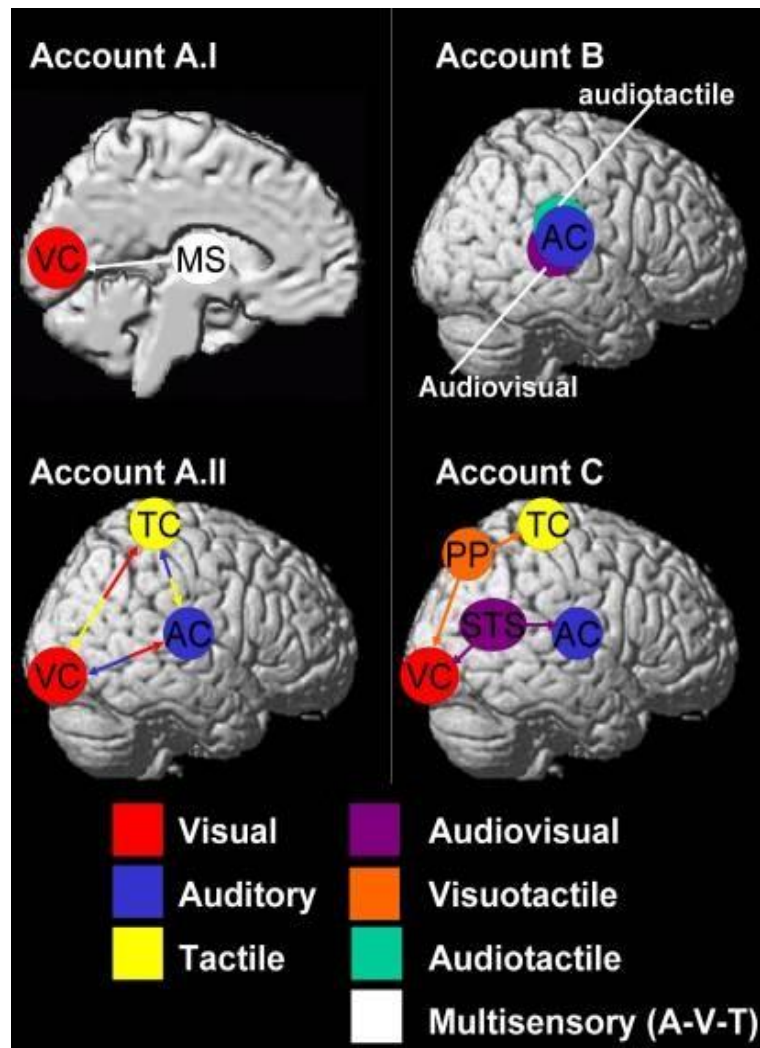 Account A.I
VC
MS
Account B
audiotactile
AC
Audiovisual
Account A.II
TC
AC
VC
Account C
TC
PP
STS
AC
VC
Visual
Auditory
Tactile
Audiovisual
Visuotactile
Audiotactile
Multisensory (A-V-T)